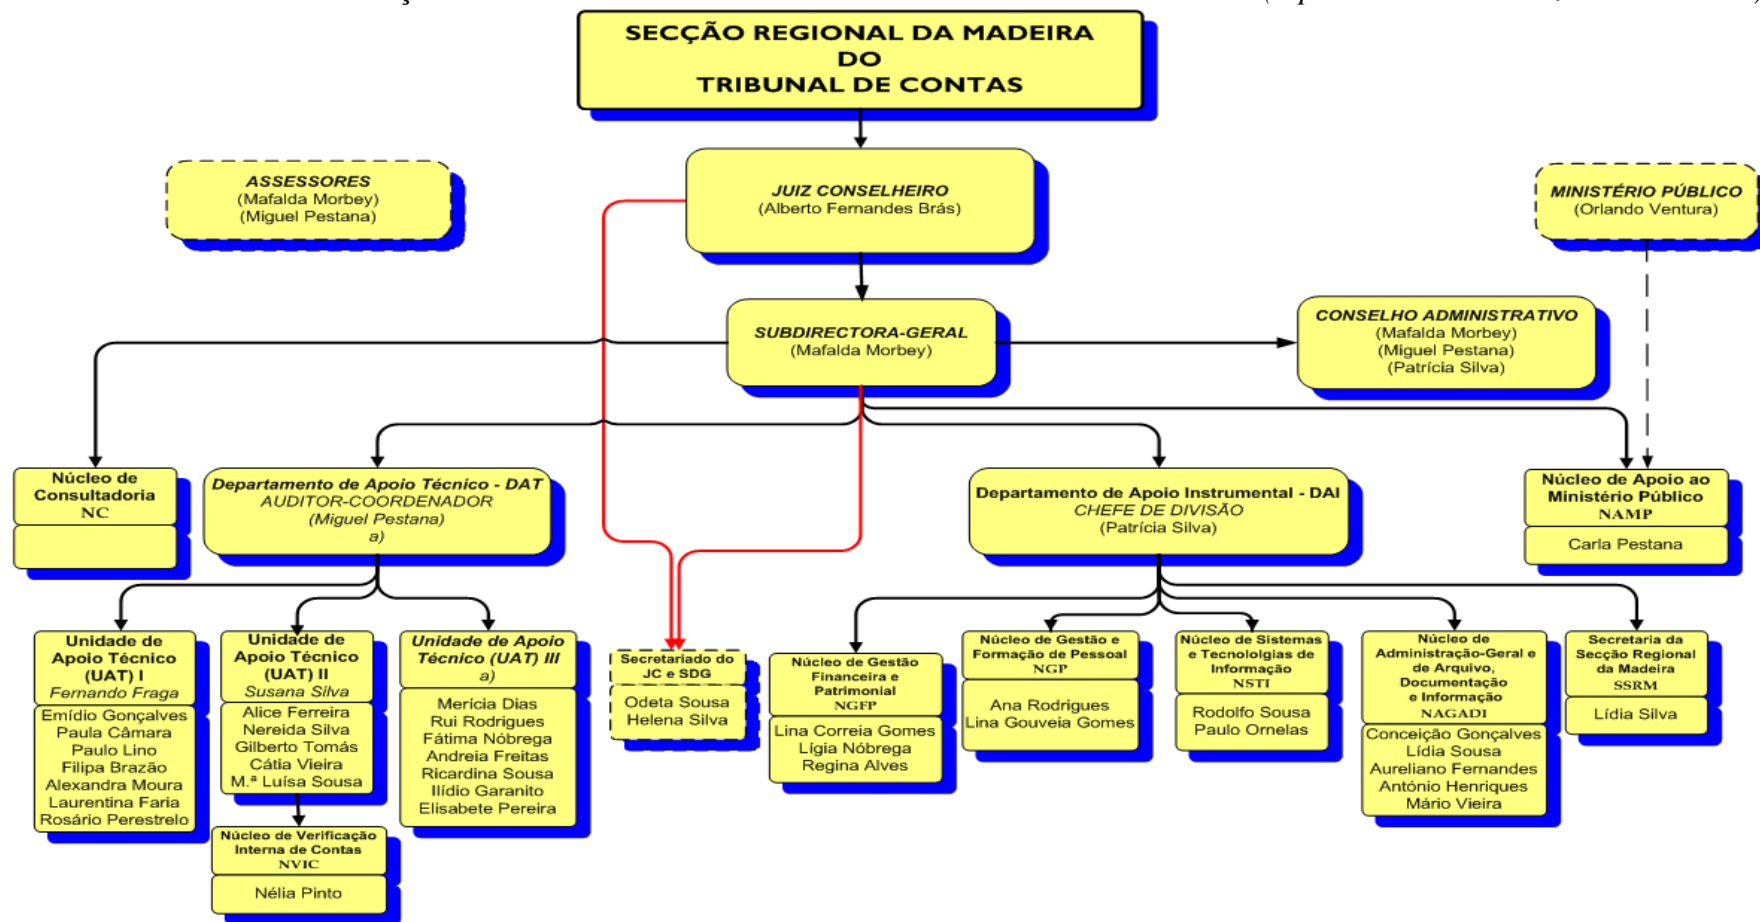 SECÇÃO REGIONAL DA MADEIRA
DO
TRIBUNAL DE CONTAS
ASSESSORES
(Mafalda Morbey)
(Miguel Pestana)
JUIZ CONSELHEIRO
(Alberto Fernandes Brás)
MINISTÉRIO PÚBLICO
(Orlando Ventura)
SUBDIRECTORA-GERAL
(Mafalda Morbey)
CONSELHO ADMINISTRATIVO
(Mafalda Morbey)
(Miguel Pestana)
(Patrícia Silva)
Núcleo de
Consultadoria
NC
Departamento de Apoio Técnico - DAT
AUDITOR-COORDENADOR
(Miguel Pestana)
a)
Departamento de Apoio Instrumental - DAI
CHEFE DE DIVISÃO
(Patrícia Silva)
Núcleo de Apoio ao
Ministério Público
NAMP
Carla Pestana
Unidade de
Apoio Técnico
(UAT) I
Fernando Fraga
Emídio Gonçalves
Paula Câmara
Paulo Lino
Filipa Brazão
Alexandra Moura
Laurentina Faria
Rosário Perestrelo
Unidade de
Apoio Técnico
(UAT) II
Susana Silva
Alice Ferreira
Nereida Silva
Gilberto Tomás
Cátia Vieira
M.ª Luísa Sousa
Núcleo de Verificação
Interna de Contas
NVIC
Nélia Pinto
Unidade de Apoio
Técnico (UAT) III
a)
Merícia Dias
Rui Rodrigues
Fátima Nóbrega
Andreia Freitas
Ricardina Sousa
Ilídio Garanito
Elisabete Pereira
Secretariado do
JC e SDG
Odeta Sousa
Helena Silva
Núcleo de Gestão
Financeira e
Patrimonial
NGFP
Lina Correia Gomes
Lígia Nóbrega
Regina Alves
Núcleo de Gestão e
Formação de Pessoal
NGP
Ana Rodrigues
Lina Gouveia Gomes
Núcleo de Sistemas
e Tecnololgias de
Informação
NSTI
Rodolfo Sousa
Paulo Ornelas
Núcleo de
Administração-Geral e
de Arquivo,
Documentação
e Informação
NAGADI
Conceição Gonçalves
Lídia Sousa
Aureliano Fernandes
António Henriques
Mário Vieira
Secretaria da
Secção Regional
da Madeira
SSRM
Lídia Silva